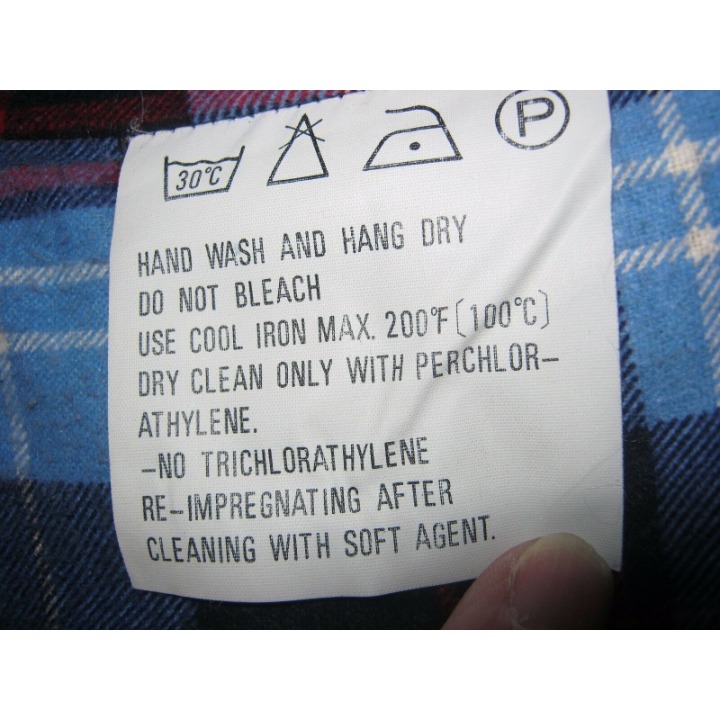 30°C P
HAND WASH AND HANG DRY
DO NOT BLEACH
USE COOL IRON MAX. 200°F (100°C)
DRY CLEAN ONLY WITH PERCHLOR-
ATHYLENE.
-NO TRICHLORATHYLENE
RE-IMPREGNATING AFTER
CLEANING WITH SOFT AGENT.